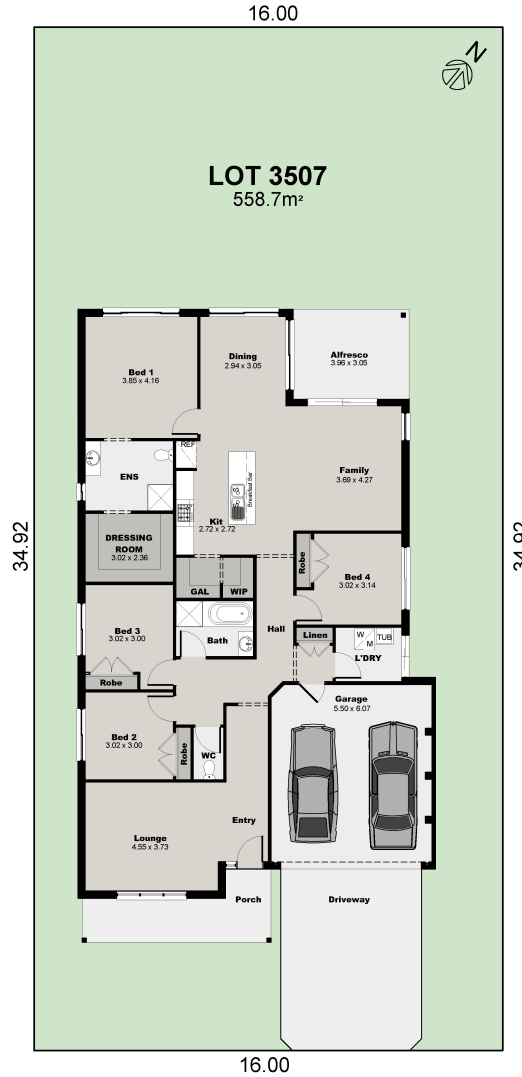 16.00
N
LOT 3507
558.7m²
34.92
34.92
Bed 1
3.85 x 4.16
Dining
2.94 x 3.05
Alfresco
3.96 x 3.05
REF
ENS
Family
3.69 x 4.27
Breakfast Bar
Kit
2.72 x 2.72
DRESSING
ROOM
3.02 x 2.36
Robe
Bed 4
3.02 x 3.14
GAL
WIP
Bath
Hall
Linen
W
M
TUB
L'DRY
Bed 3
3.02 x 3.00
Robe
Garage
5.50 x 6.07
Bed 2
3.02 x 3.00
Robe
WC
Entry
Lounge
4.55 x 3.73
Porch
Driveway
16.00